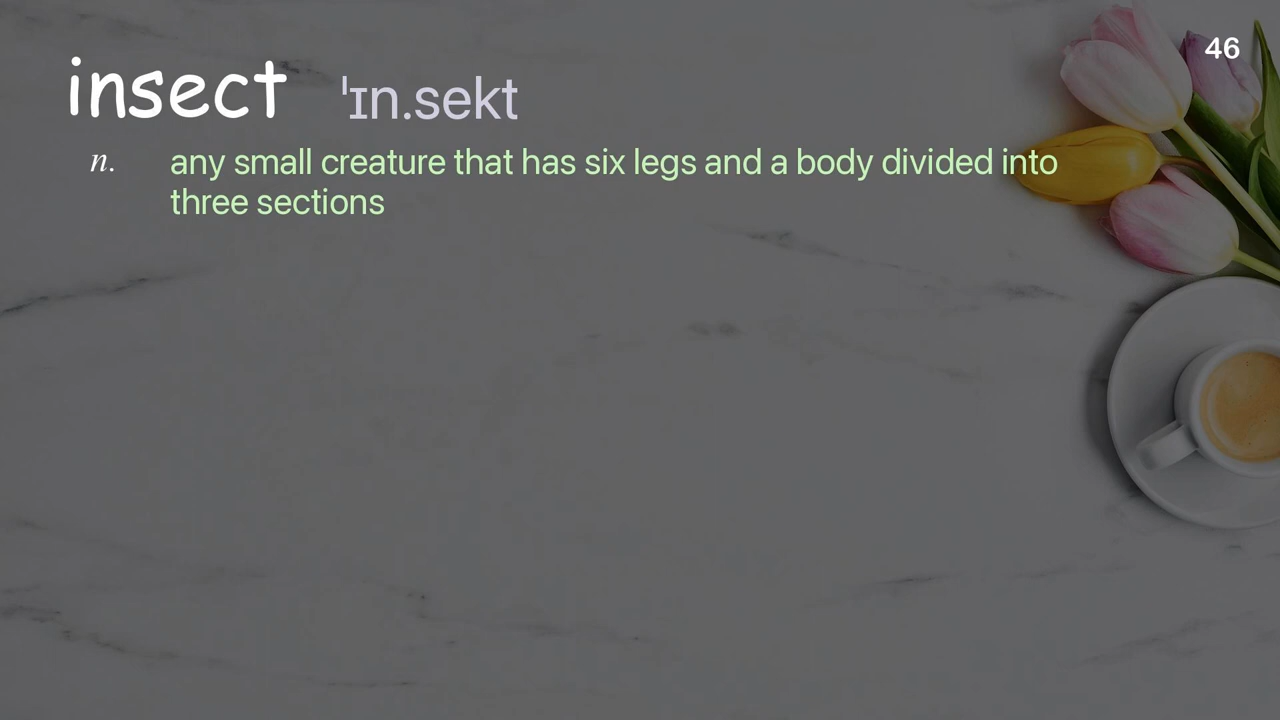 46
insect ˈɪn.sekt
n. any small creature that has six legs and a body divided into
three sections